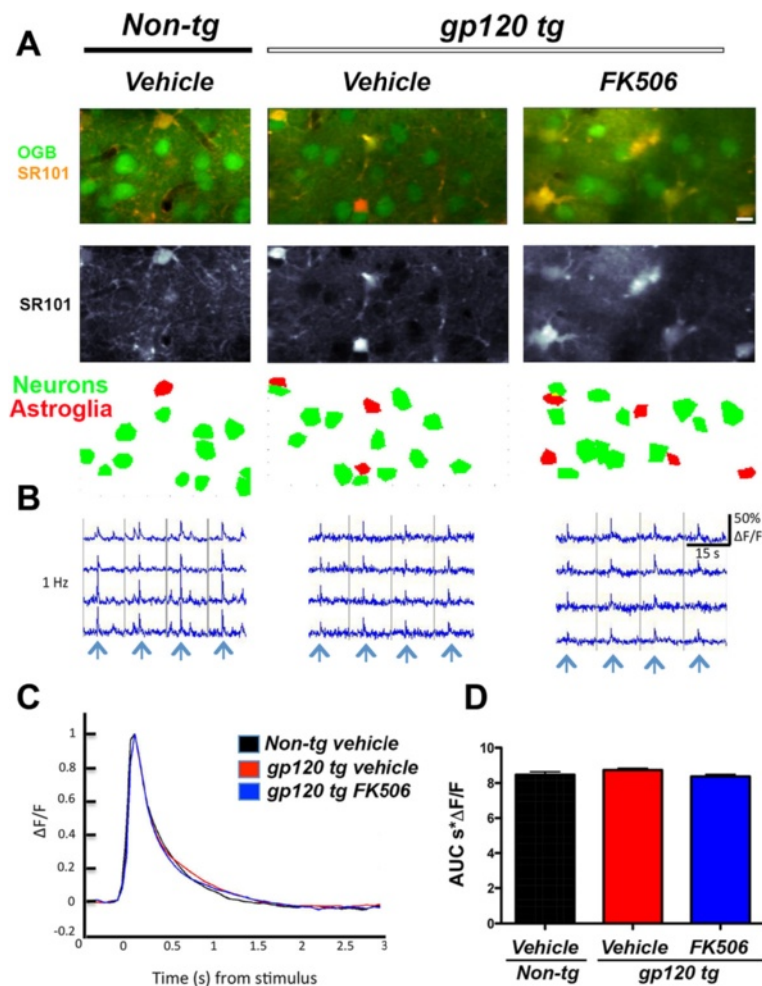 A
Non-tg
gp120 tg
Vehicle
Vehicle
FK506
OGB
SR101
SR101
Neurons
Astroglia
B
1 Hz
50%
ΔF/F
15 s
C
ΔF/F
1
0.8
0.6
0.4
0.2
0
-0.2
0 0 0.5 1 1.5 2 2.5 3
Time (s) from stimulus
Non-tg vehicle
gp120 tg vehicle
gp120 tg FK506
D
AUC s*ΔF/F
10
8
6
4
2
0
Vehicle Vehicle FK506
Non-tg gp120 tg